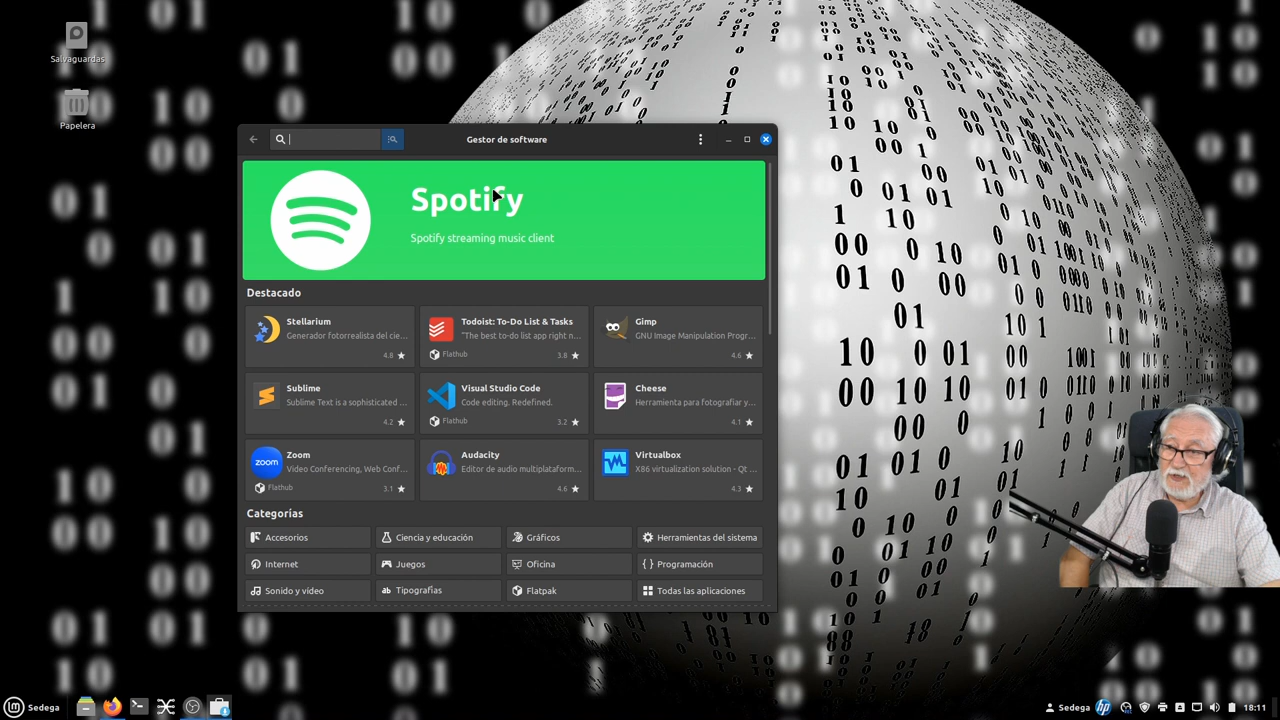 Salvaguardas
Papelera
Gestor de software
Spotify
Spotify streaming music client
Destacado
Stellarium
Generador fotorrealista del cie...
4.8 ★
Todoist: To-Do List & Tasks
"The best to-do list app right n...
Flathub
3.8 ★
Gimp
GNU Image Manipulation Progr...
4.6 ★
Sublime
Sublime Text is a sophisticated ...
4.2 ★
Visual Studio Code
Code editing. Redefined.
Flathub
3.2 ★
Cheese
Herramienta para fotografiar y...
4.1 ★
zoom
Zoom
Video Conferencing, Web Conf...
Flathub
3.1 ★
Audacity
Editor de audio multiplataform...
4.6 ★
Virtualbox
X86 virtualization solution - Qt ...
4.3 ★
Categorías
Accesorios
Ciencia y educación
Gráficos
Herramientas del sistema
Internet
Juegos
Oficina
Programación
Sonido y vídeo
Tipografías
Flatpak
Todas las aplicaciones
Sedega
Sedega
hp
18:11